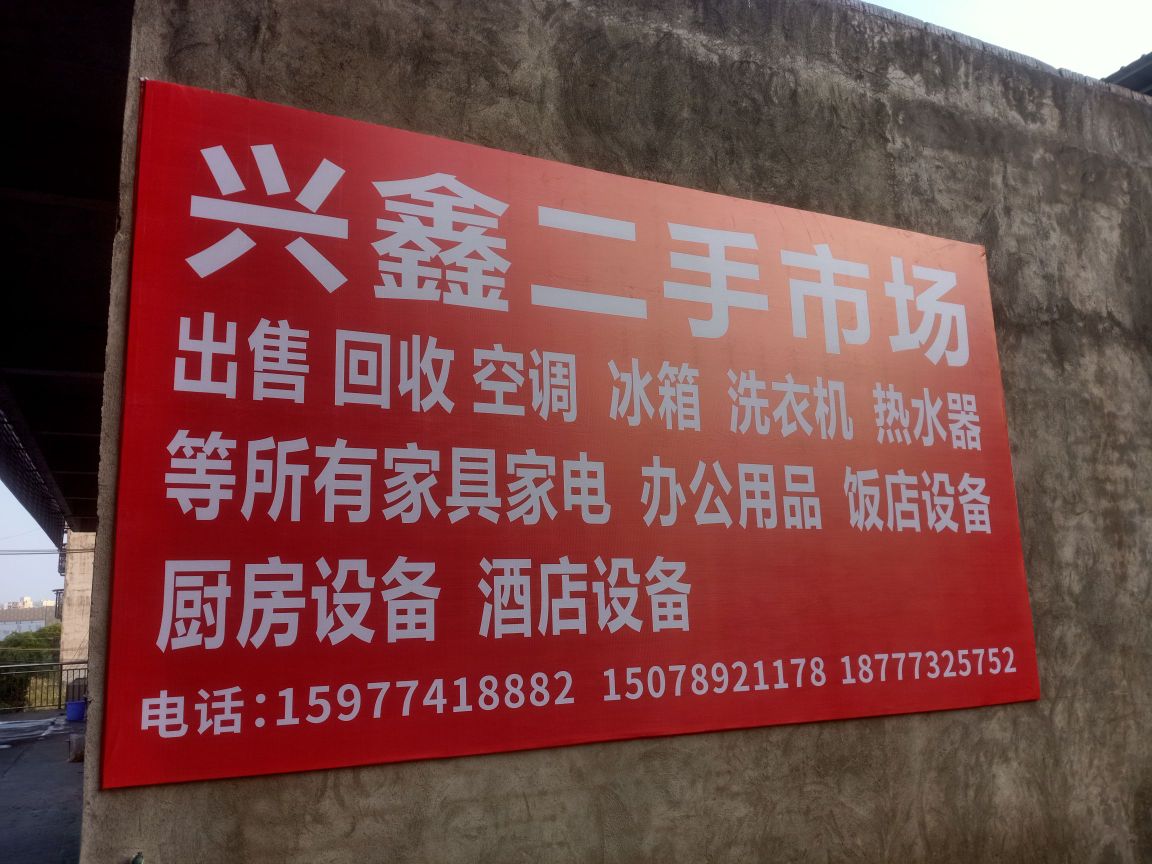 兴鑫二手市场
出售 回收 空调 冰箱 洗衣机 热水器
等所有家具家电 办公用品 饭店设备
厨房设备 酒店设备
电话:15977418882 15078921178 18777325752